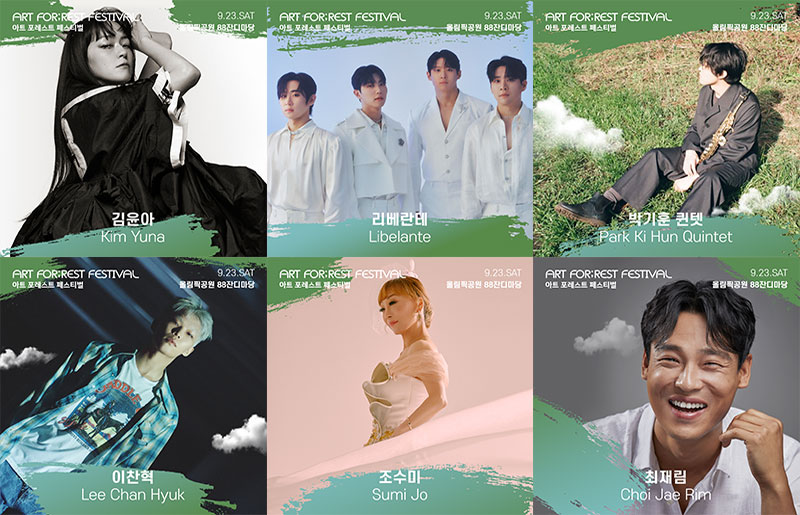 ART FOR;REST FESTIVAL
아트 포레스트 페스티벌
9.23.SAT
올림픽공원 88잔디마당
김윤아
Kim Yuna
ART FOR;REST FESTIVAL
아트 포레스트 페스티벌
9.23.SAT
올림픽공원 88잔디마당
리베란테
Libelante
ART FOR;REST FESTIVAL
아트 포레스트 페스티벌
9.23.SAT
올림픽공원 88잔디마당
박기훈 퀸텟
Park Ki Hun Quintet
ART FOR;REST FESTIVAL
아트 포레스트 페스티벌
9.23.SAT
올림픽공원 88잔디마당
이찬혁
Lee Chan Hyuk
ART FOR;REST FESTIVAL
아트 포레스트 페스티벌
9.23.SAT
올림픽공원 88잔디마당
조수미
Sumi Jo
ART FOR;REST FESTIVAL
아트 포레스트 페스티벌
9.23.SAT
올림픽공원 88잔디마당
최재림
Choi Jae Rim